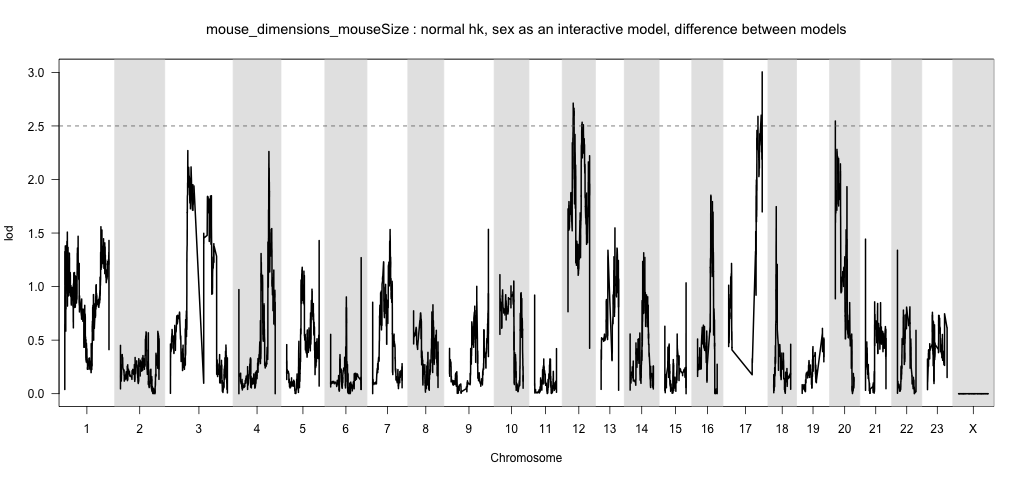 mouse_dimensions_mouseSize : normal hk, sex as an interactive model, difference between models
3.0
2.5
2.0
1.5
1.0
0.5
0.0
lod
1 2 3 4 5 6 7 8 9 10 11 12 13 14 15 16 17 18 19 20 21 22 23 X
Chromosome